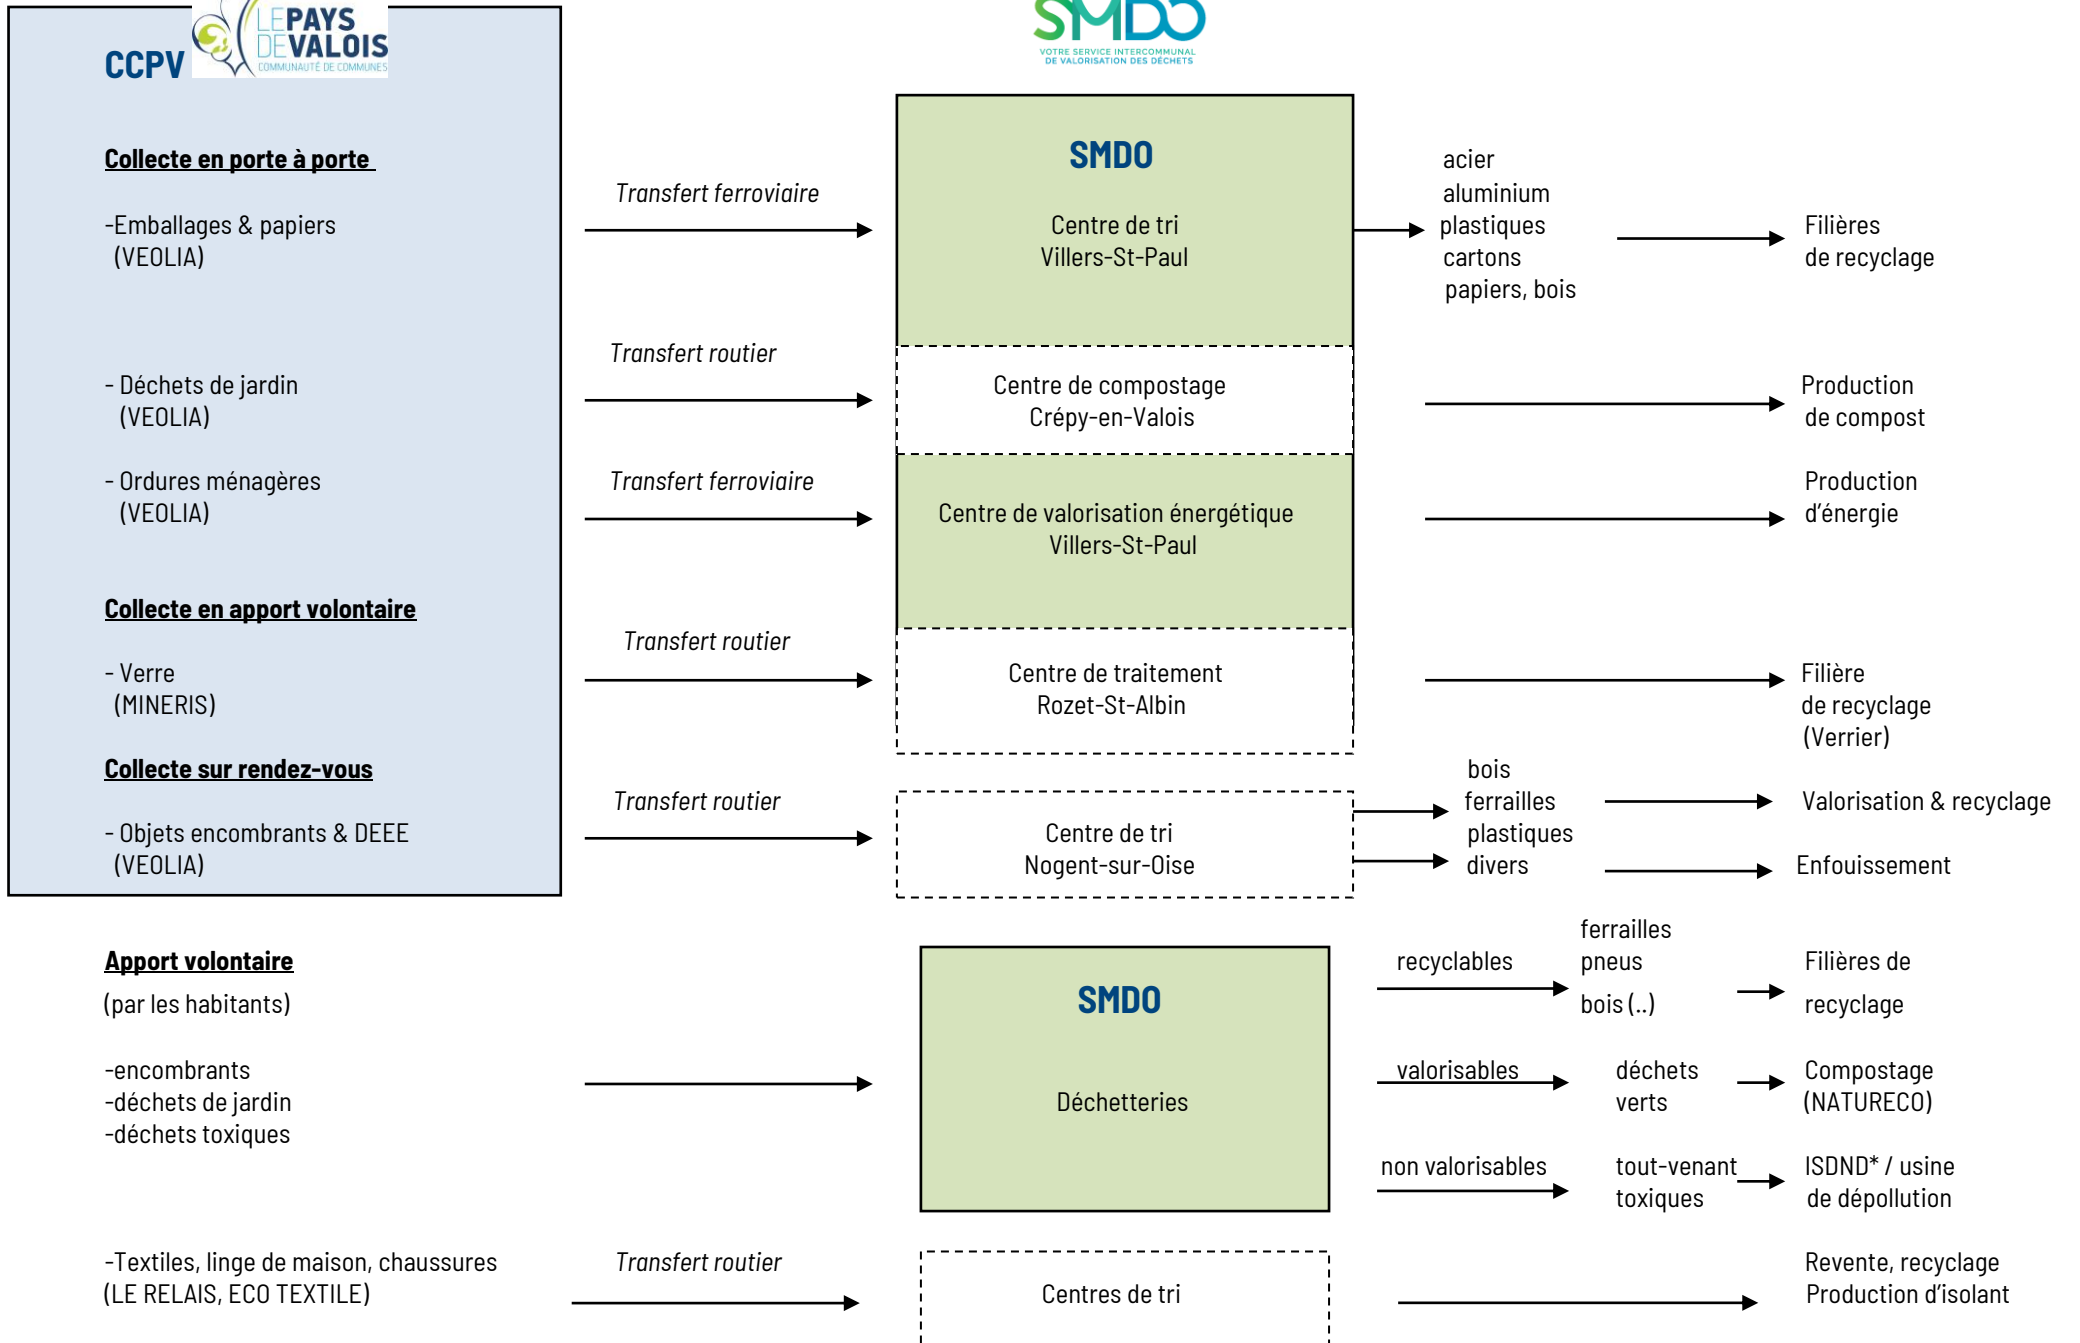 LEPAYS
DEVALOIS
COMMUNAUTÉ DE COMMUNES
CCPV
SMDO
VOTRE SERVICE INTERCOMMUNAL
DE VALORISATION DES DÉCHETS
Collecte en porte à porte
-Emballages & papiers
(VEOLIA)
Transfert ferroviaire
SMDO
Centre de tri
Villers-St-Paul
acier
aluminium
plastiques
cartons
papiers, bois
Filières
de recyclage
- Déchets de jardin
(VEOLIA)
Transfert routier
Centre de compostage
Crépy-en-Valois
Production
de compost
- Ordures ménagères
(VEOLIA)
Transfert ferroviaire
Centre de valorisation énergétique
Villers-St-Paul
Production
d’énergie
Collecte en apport volontaire
- Verre
(MINERIS)
Transfert routier
Centre de traitement
Rozet-St-Albin
Filière
de recyclage
(Verrier)
Collecte sur rendez-vous
- Objets encombrants & DEEE
(VEOLIA)
Transfert routier
Centre de tri
Nogent-sur-Oise
bois
ferrailles
plastiques
divers
Valorisation & recyclage
Enfouissement
Apport volontaire
(par les habitants)
-encombrants
-déchets de jardin
-déchets toxiques
SMDO
Déchetteries
recyclables
ferrailles
pneus
bois (..)
Filières de
recyclage
valorisables
déchets
verts
Compostage
(NATURECO)
non valorisables
tout-venant
toxiques
ISDND* / usine
de dépollution
-Textiles, linge de maison, chaussures
(LE RELAIS, ECO TEXTILE)
Transfert routier
Centres de tri
Revente, recyclage
Production d’isolant